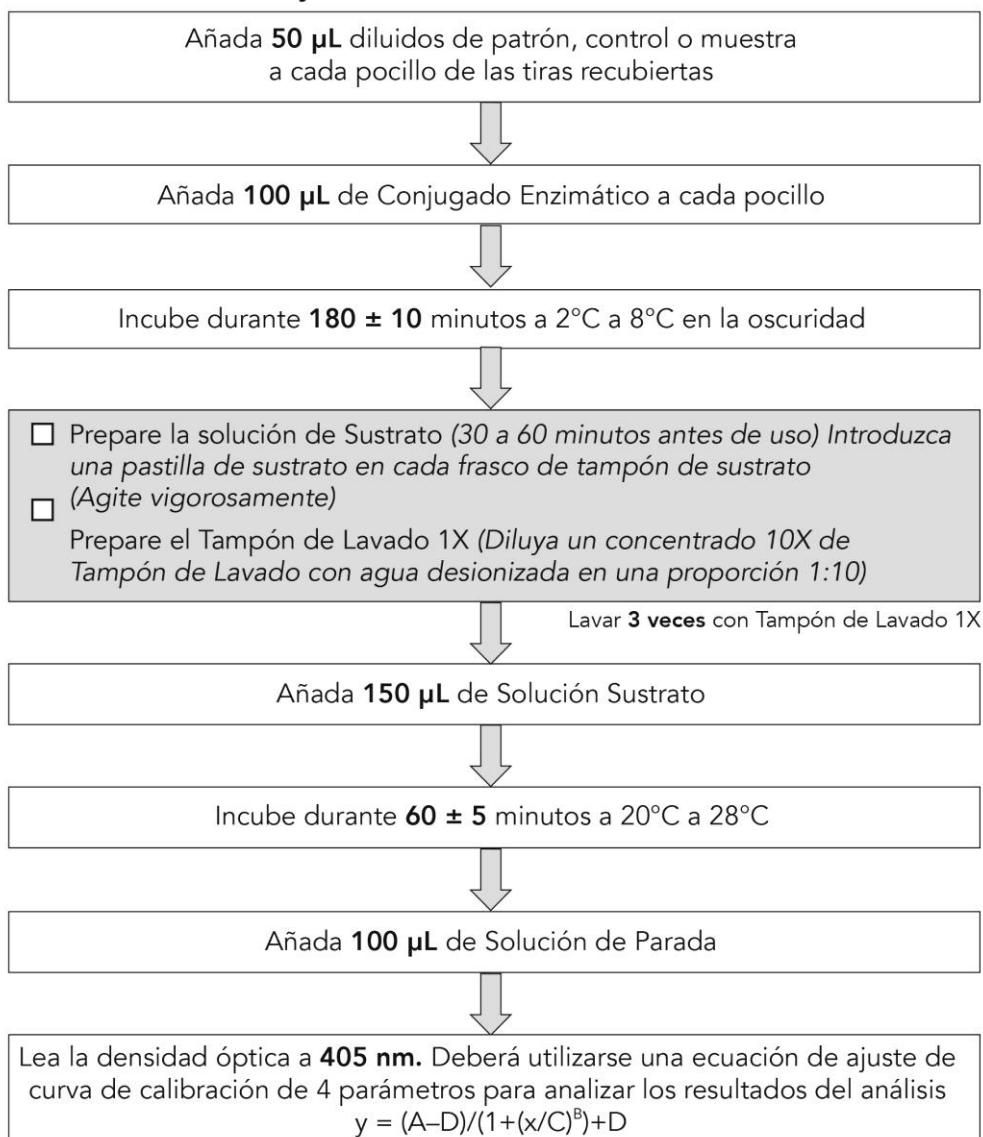 Añada 50 µL diluidos de patrón, control o muestra
a cada pocillo de las tiras recubiertas
Añada 100 µL de Conjugado Enzimático a cada pocillo
Incube durante 180 ± 10 minutos a 2°C a 8°C en la oscuridad
Prepare la solución de Sustrato (30 a 60 minutos antes de uso) Introduzca
una pastilla de sustrato en cada frasco de tampón de sustrato
(Agite vigorosamente)
Prepare el Tampón de Lavado 1X (Diluya un concentrado 10X de
Tampón de Lavado con agua desionizada en una proporción 1:10)
Lavar 3 veces con Tampón de Lavado 1X
Añada 150 µL de Solución Sustrato
Incube durante 60 ± 5 minutos a 20°C a 28°C
Añada 100 µL de Solución de Parada
Lea la densidad óptica a 405 nm. Deberá utilizarse una ecuación de ajuste de
curva de calibración de 4 parámetros para analizar los resultados del análisis
y = (A–D)/(1+(x/C)ᴮ)+D